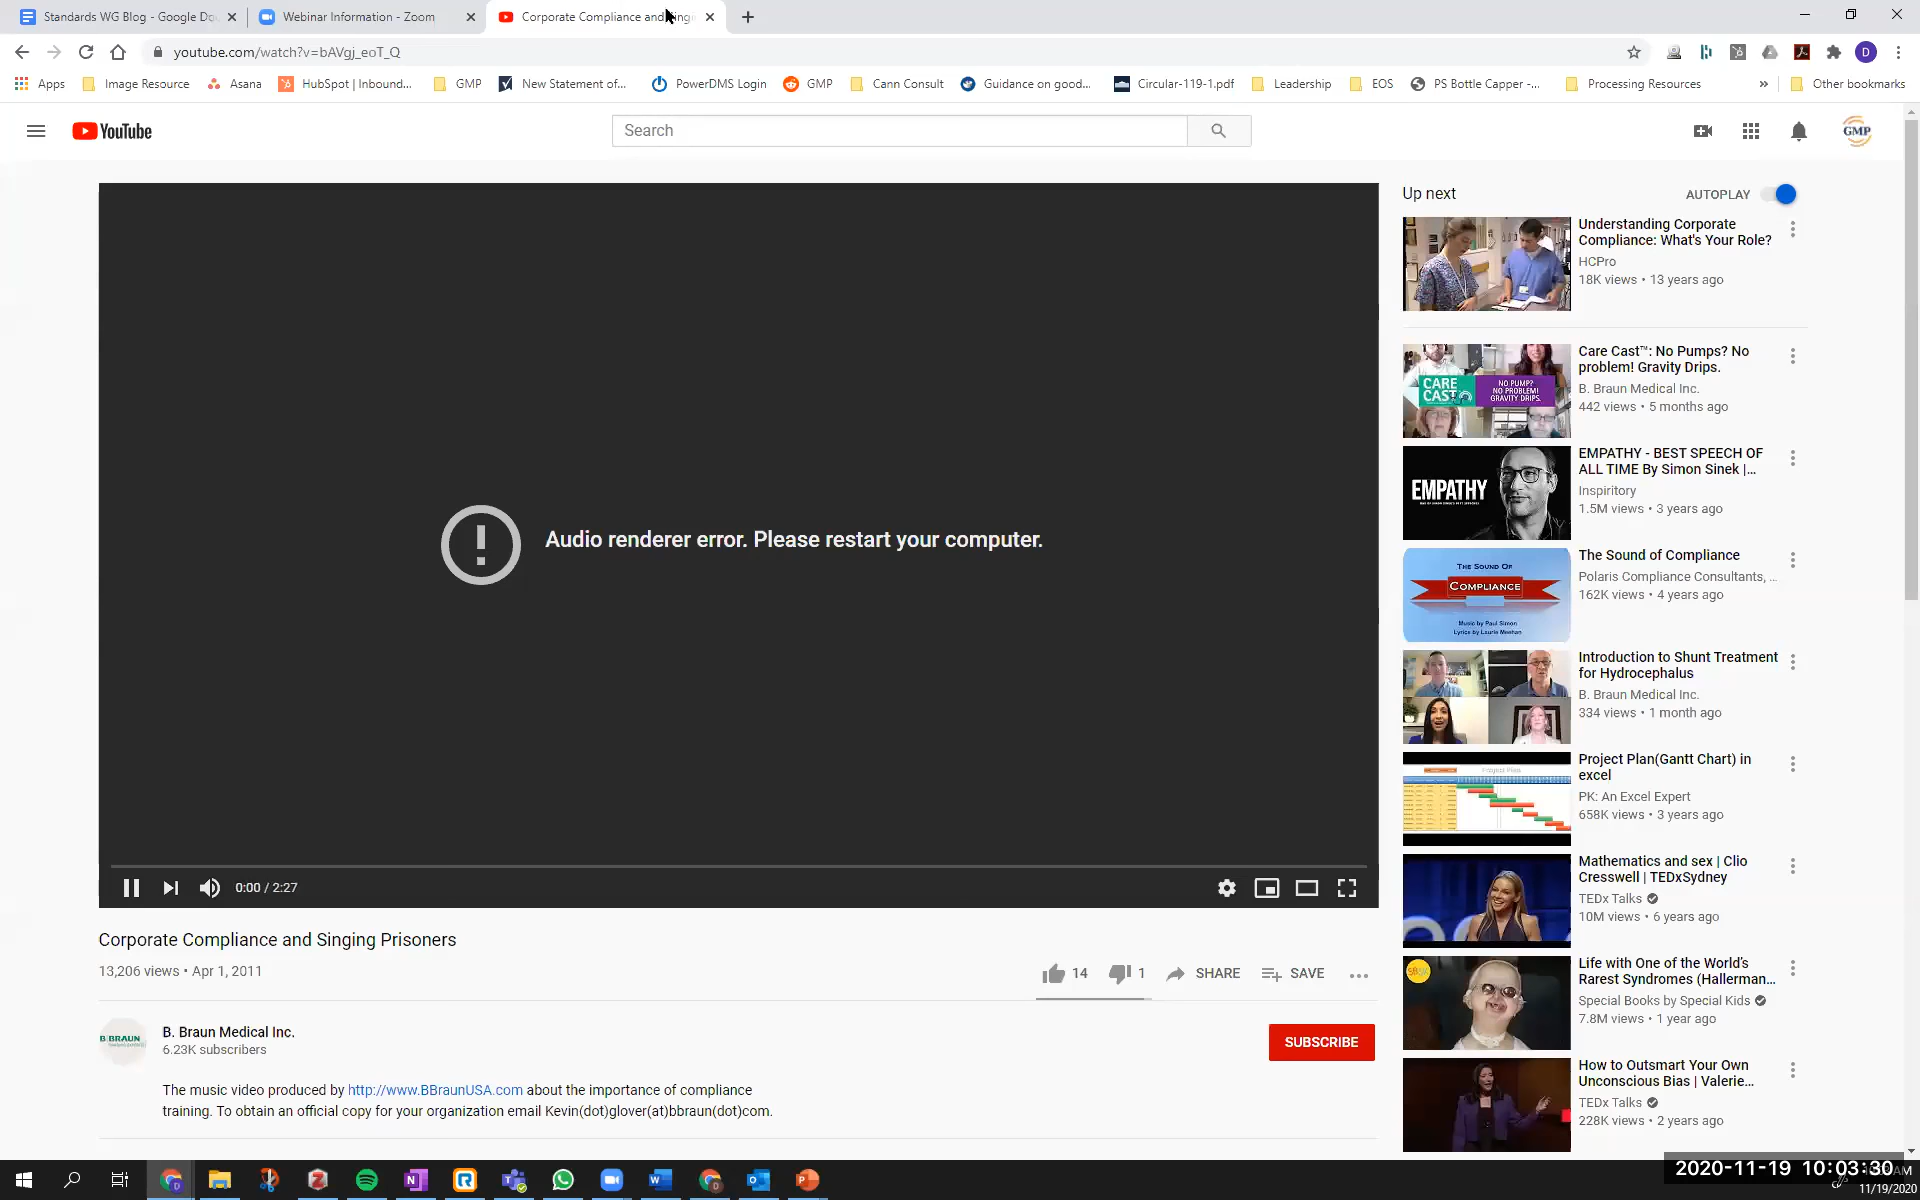 Standards WG Blog - Google Do
Webinar Information - Zoom
Corporate Compliance and Singing
youtube.com/watch?v=bAVgj_eoT_Q
Apps
Image Resource
Asana
HubSpot | Inbound...
GMP
New Statement of...
PowerDMS Login
GMP
Cann Consult
Guidance on good...
Circular-119-1.pdf
Leadership
EOS
PS Bottle Capper -...
Processing Resources
»
Other bookmarks
D
YouTube
Search
GMP
Audio renderer error. Please restart your computer.
0:00 / 2:27
Corporate Compliance and Singing Prisoners
13,206 views • Apr 1, 2011
14
1
SHARE
SAVE
B|BRAUN
B. Braun Medical Inc.
6.23K subscribers
SUBSCRIBE
The music video produced by http://www.BBraunUSA.com about the importance of compliance
training. To obtain an official copy for your organization email Kevin(dot)glover(at)bbraun(dot)com.
Up next
AUTOPLAY
Understanding Corporate
Compliance: What's Your Role?
HCPro
18K views • 13 years ago
CARE
CAST
NO PUMP?
NO PROBLEM!
GRAVITY DRIPS.
Care Cast™: No Pumps? No
problem! Gravity Drips.
B. Braun Medical Inc.
442 views • 5 months ago
EMPATHY
EMPATHY - BEST SPEECH OF
ALL TIME By Simon Sinek |...
Inspiritory
1.5M views • 3 years ago
THE SOUND OF
COMPLIANCE
Music by Paul Simon
Lyrics by Laurie Meehan
The Sound of Compliance
Polaris Compliance Consultants, ...
162K views • 4 years ago
Introduction to Shunt Treatment
for Hydrocephalus
B. Braun Medical Inc.
334 views • 1 month ago
Project Plan
Project Plan(Gantt Chart) in
excel
PK: An Excel Expert
658K views • 3 years ago
Mathematics and sex | Clio
Cresswell | TEDxSydney
TEDx Talks
10M views • 6 years ago
SBSK
Life with One of the World's
Rarest Syndromes (Hallerman...
Special Books by Special Kids
7.8M views • 1 year ago
How to Outsmart Your Own
Unconscious Bias | Valerie...
TEDx Talks
228K views • 2 years ago
2020-11-19 10:03:30
11/19/2020